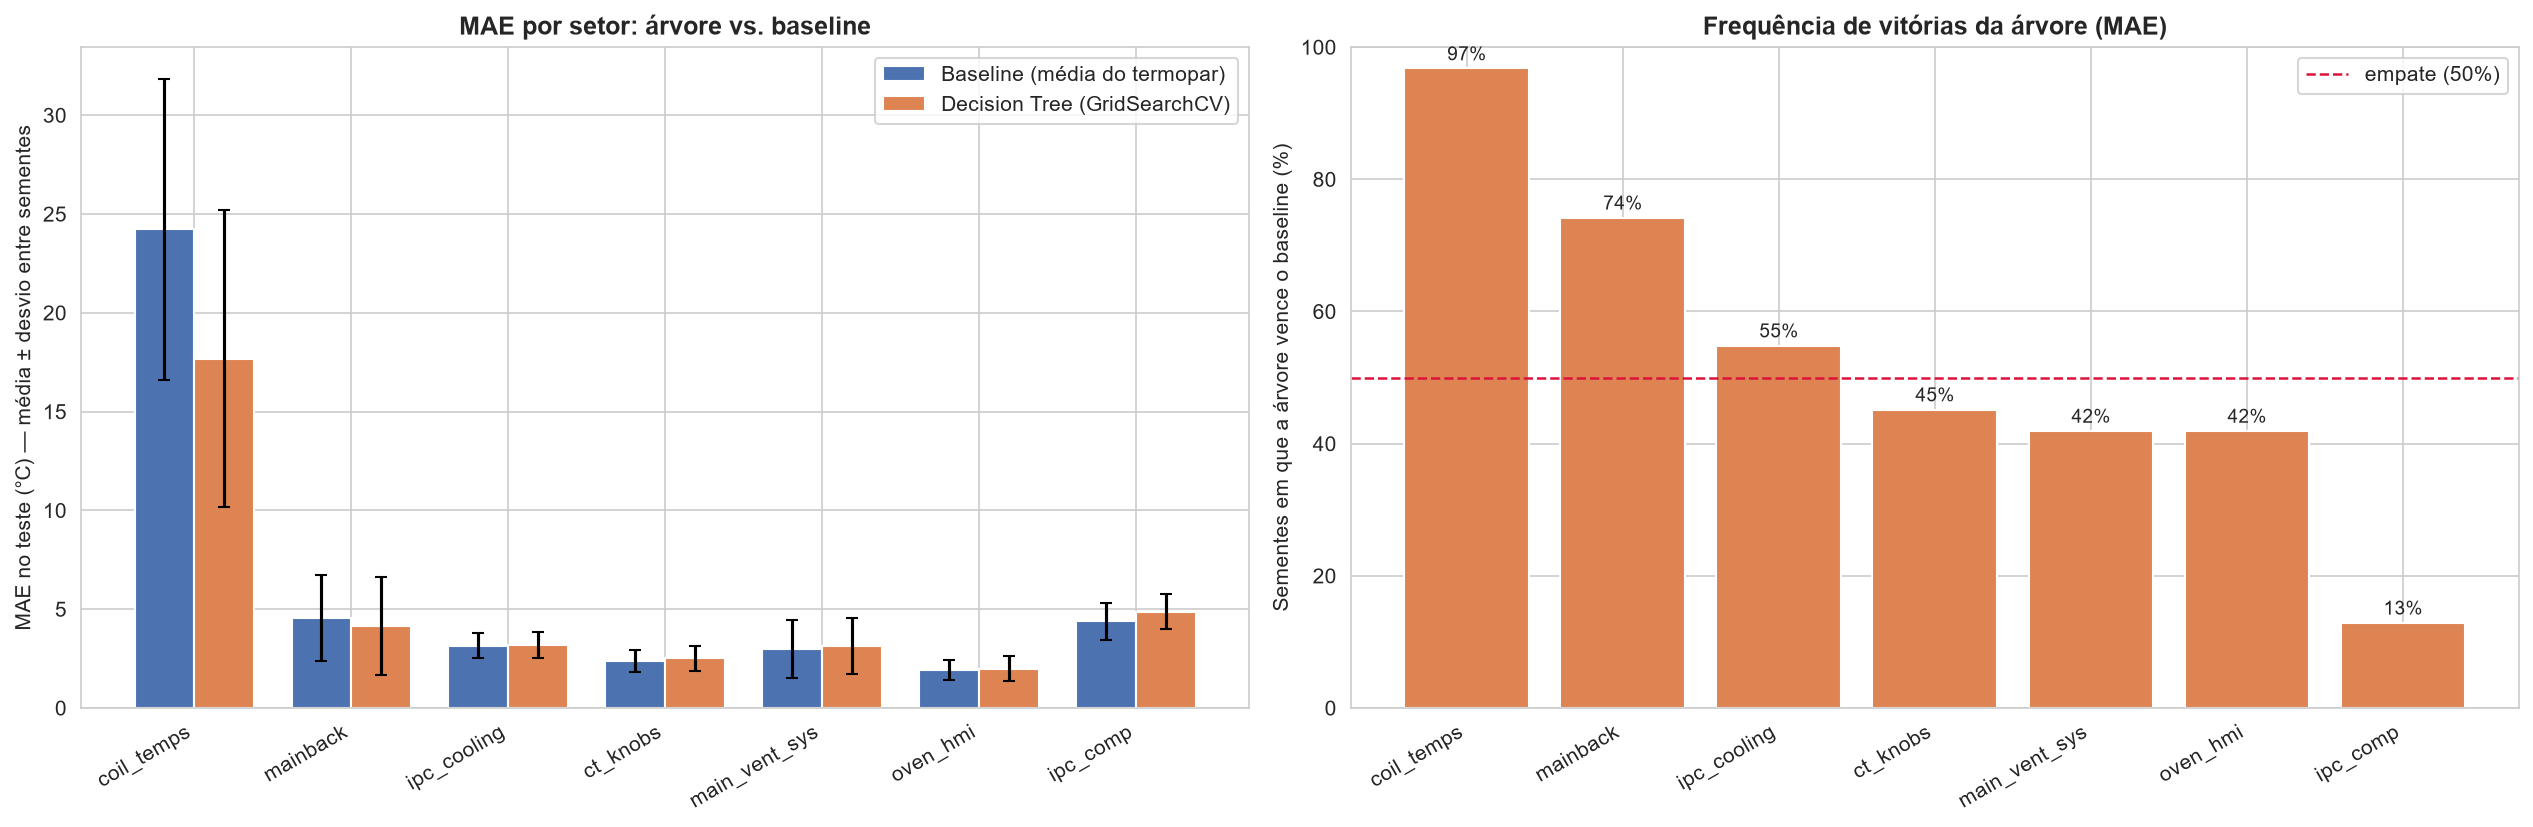 MAE por setor: árvore vs. baseline
MAE no teste (°C) — média ± desvio entre sementes
30
25
20
15
10
5
0
Baseline (média do termopar)
Decision Tree (GridSearchCV)
coil_temps
mainback
ipc_cooling
ct_knobs
main_vent_sys
oven_hmi
ipc_comp
Frequência de vitórias da árvore (MAE)
Sementes em que a árvore vence o baseline (%)
100
80
60
40
20
0
empate (50%)
97%
74%
55%
45%
42%
42%
13%
coil_temps
mainback
ipc_cooling
ct_knobs
main_vent_sys
oven_hmi
ipc_comp